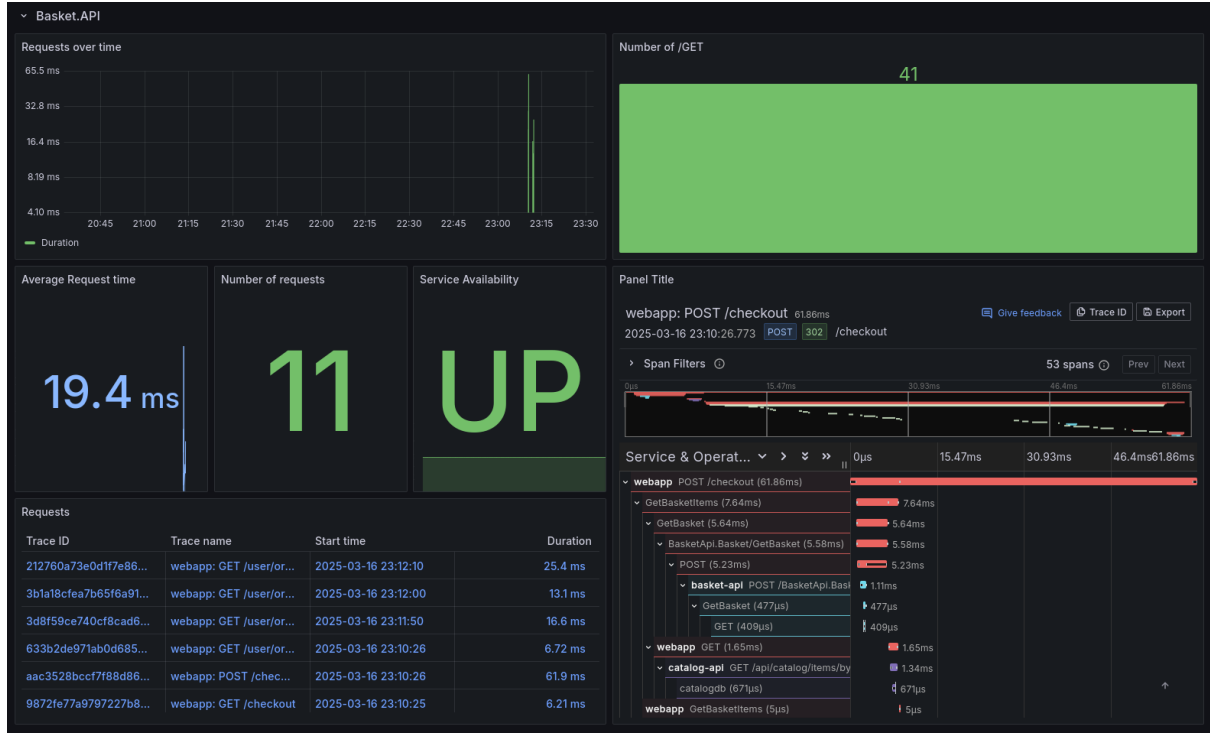 Basket.API
Requests over time
65.5 ms
32.8 ms
16.4 ms
8.19 ms
4.10 ms
20:45 21:00 21:15 21:30 21:45 22:00 22:15 22:30 22:45 23:00 23:15 23:30
Duration
Number of /GET
41
Average Request time
19.4 ms
Number of requests
11
Service Availability
UP
Requests
Trace ID Trace name Start time Duration
212760a73e0d1f7e86... webapp: GET /user/or... 2025-03-16 23:12:10 25.4 ms
3b1a18cfea7b65f6a91... webapp: GET /user/or... 2025-03-16 23:12:00 13.1 ms
3d8f59ce740cf8cad6... webapp: GET /user/or... 2025-03-16 23:11:50 16.6 ms
633b2de971ab0d685... webapp: GET /user/or... 2025-03-16 23:10:26 6.72 ms
aac3528bccf7f88d86... webapp: POST /chec... 2025-03-16 23:10:26 61.9 ms
9872fe77a9797227b8... webapp: GET /checkout 2025-03-16 23:10:25 6.21 ms
Panel Title
webapp: POST /checkout 61.86ms
Give feedback Trace ID Export
2025-03-16 23:10:26.773 POST 302 /checkout
Span Filters 53 spans Prev Next
0μs 15.47ms 30.93ms 46.4ms 61.86ms
Service & Operat... 0μs 15.47ms 30.93ms 46.4ms 61.86ms
webapp POST /checkout (61.86ms)
GetBasketItems (7.64ms) 7.64ms
GetBasket (5.64ms) 5.64ms
BasketApi.Basket/GetBasket (5.58ms) 5.58ms
POST (5.23ms) 5.23ms
basket-api POST /BasketApi.Bas 1.11ms
GetBasket (477μs) 477μs
GET (409μs) 409μs
webapp GET (1.65ms) 1.65ms
catalog-api GET /api/catalog/items/by 1.34ms
catalogdb (671μs) 671μs
webapp GetBasketItems (5μs) 5μs